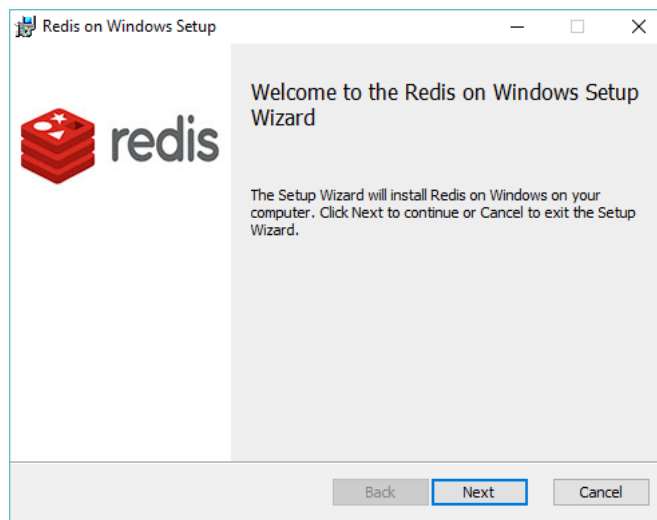 Redis on Windows Setup
redis
Welcome to the Redis on Windows Setup
Wizard
The Setup Wizard will install Redis on Windows on your
computer. Click Next to continue or Cancel to exit the Setup
Wizard.
Back
Next
Cancel